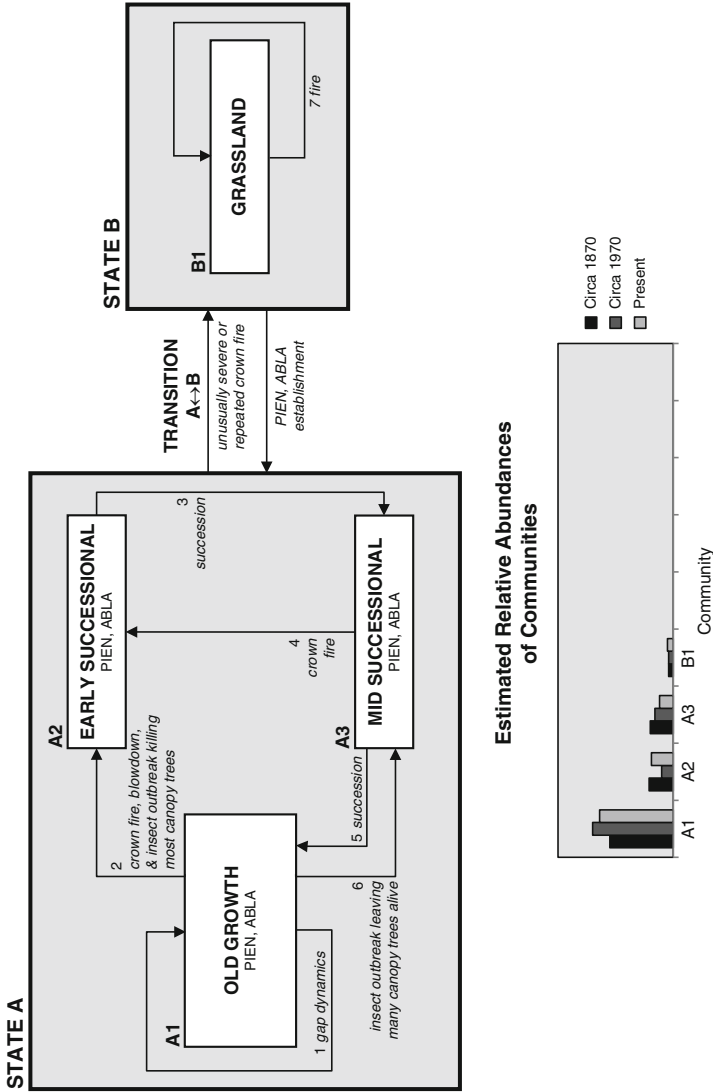 STATE A
A1
OLD GROWTH
PIEN, ABLA
1 gap dynamics
2
crown fire, blowdown,
& insect outbreak killing
most canopy trees
A2
EARLY SUCCESSIONAL
PIEN, ABLA
3
succession
4
crown
fire
A3
MID SUCCESSIONAL
PIEN, ABLA
5 succession
6
insect outbreak leaving
many canopy trees alive
TRANSITION
A↔B
unusually severe or
repeated crown fire
PIEN, ABLA
establishment
STATE B
B1
GRASSLAND
7 fire
Estimated Relative Abundances
of Communities
A1
A2
A3
B1
Community
Circa 1870
Circa 1970
Present